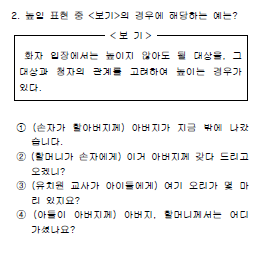 2. 높임 표현 중 <보기>의 경우에 해당하는 예는?
<보 기>
화자 입장에서는 높이지 않아도 될 대상을, 그
대상과 청자의 관계를 고려하여 높이는 경우가
있다.
① (손자가 할아버지께) 아버지가 지금 밖에 나갔
습니다.
② (할머니가 손자에게) 이거 아버지께 갖다 드리고
오겠니?
③ (유치원 교사가 아이들에게) 여기 오리가 몇 마
리 있지요?
④ (아들이 아버지께) 아버지, 할머니께서는 어디
가셨나요?